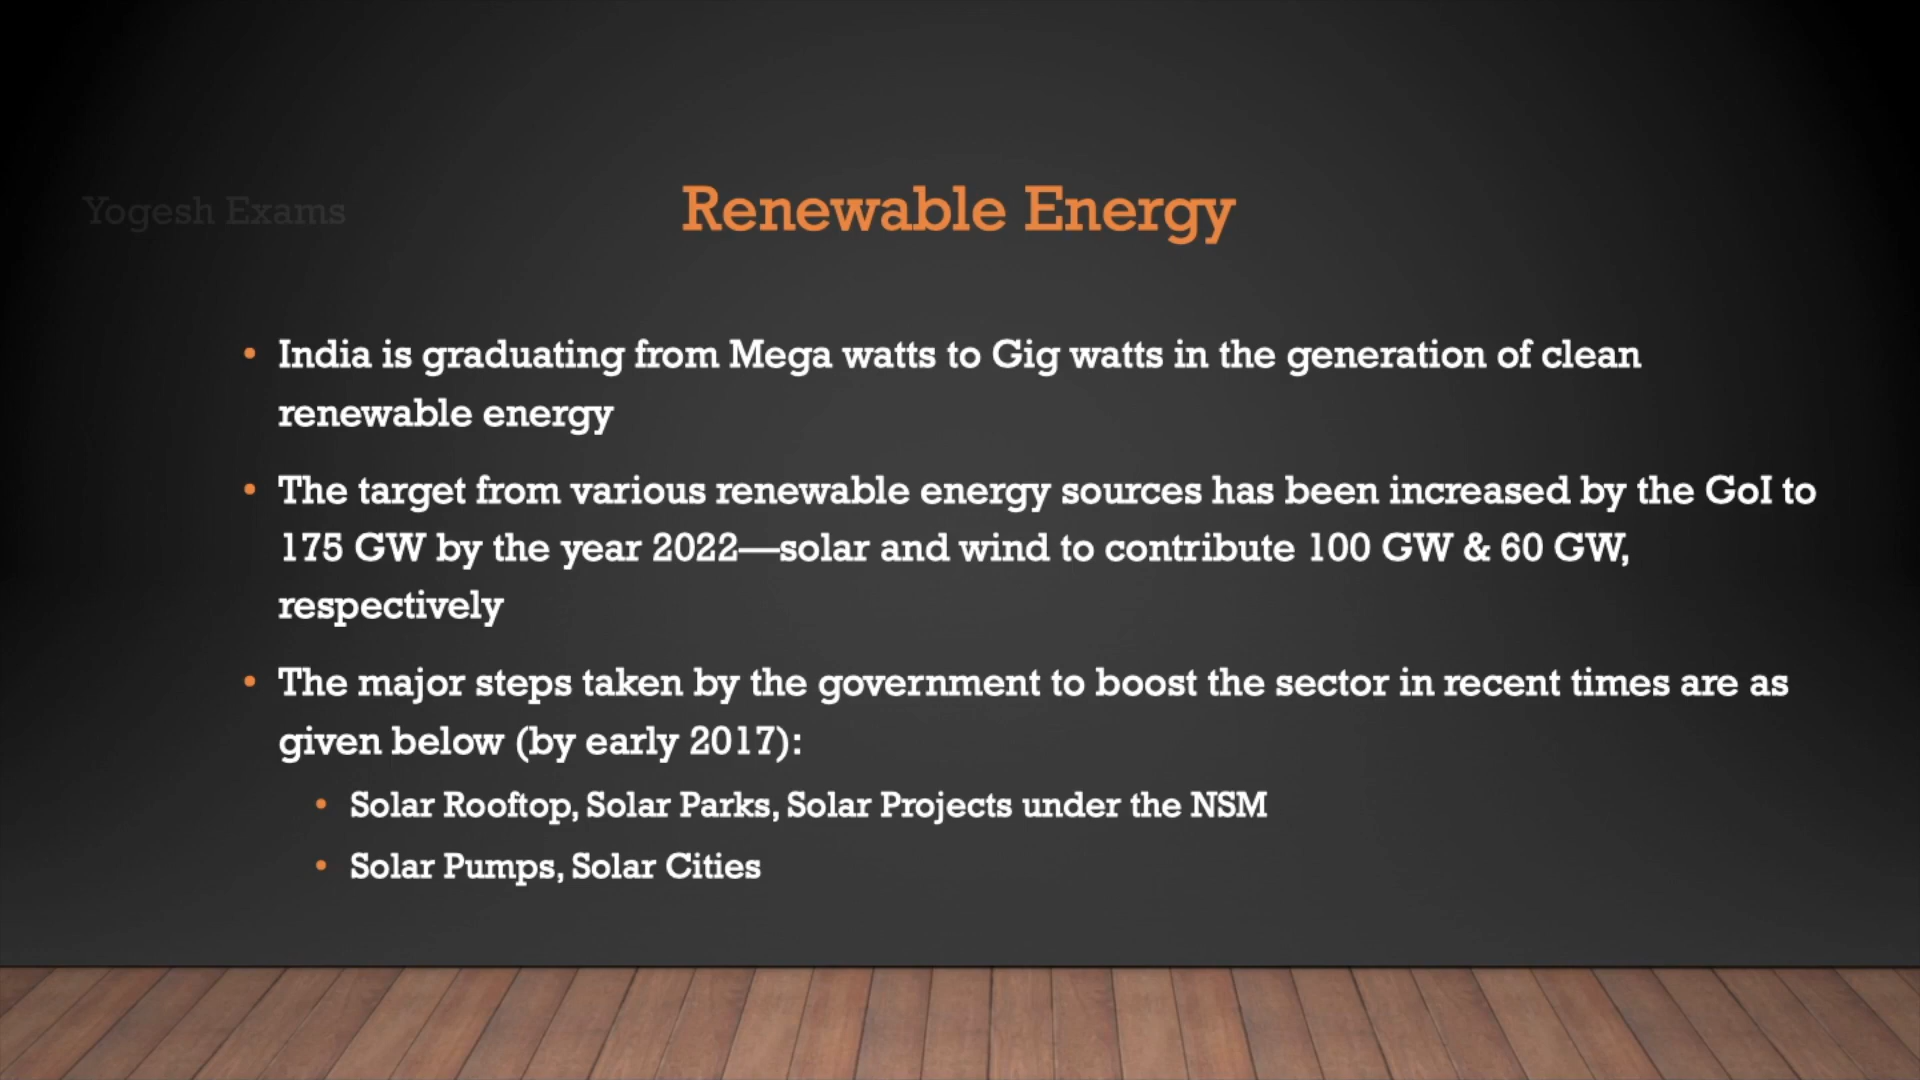 Yogesh Exams
Renewable Energy
• India is graduating from Mega watts to Gig watts in the generation of clean
renewable energy
• The target from various renewable energy sources has been increased by the GoI to
175 GW by the year 2022—solar and wind to contribute 100 GW & 60 GW,
respectively
• The major steps taken by the government to boost the sector in recent times are as
given below (by early 2017):
• Solar Rooftop, Solar Parks, Solar Projects under the NSM
• Solar Pumps, Solar Cities